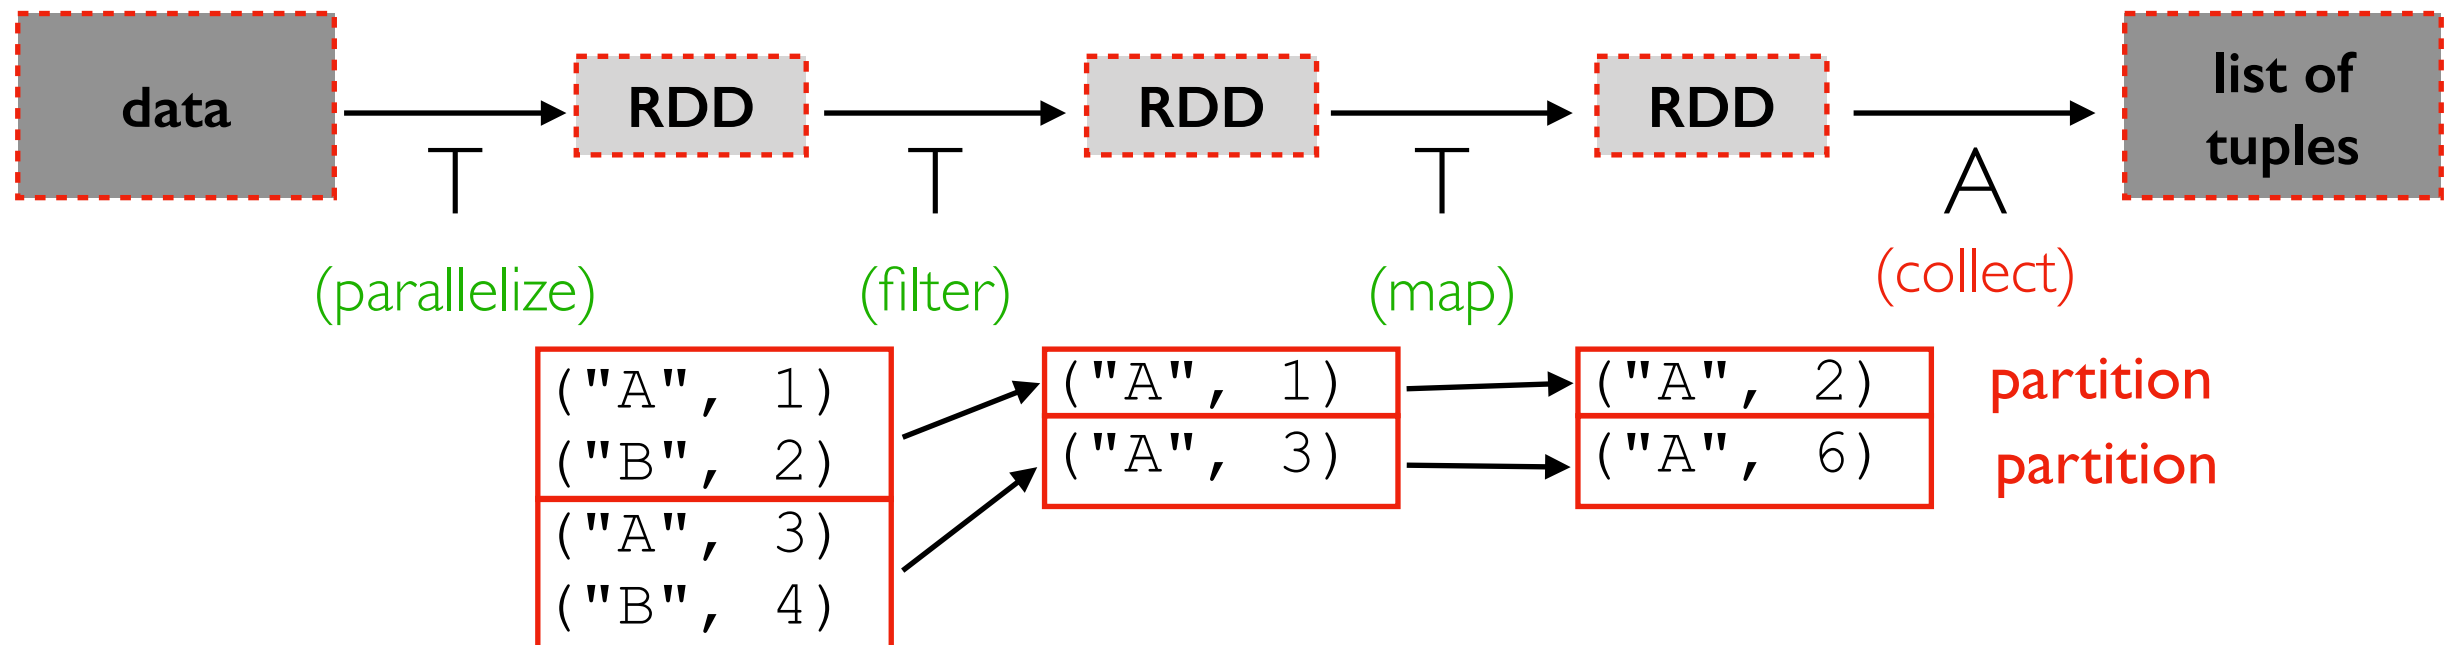 data
RDD
RDD
RDD
list of
tuples
T
T
T
A
(parallelize)
(filter)
(map)
(collect)
("A", 1)
("B", 2)
("A", 3)
("B", 4)
("A", 1)
("A", 3)
("A", 2)
("A", 6)
partition
partition